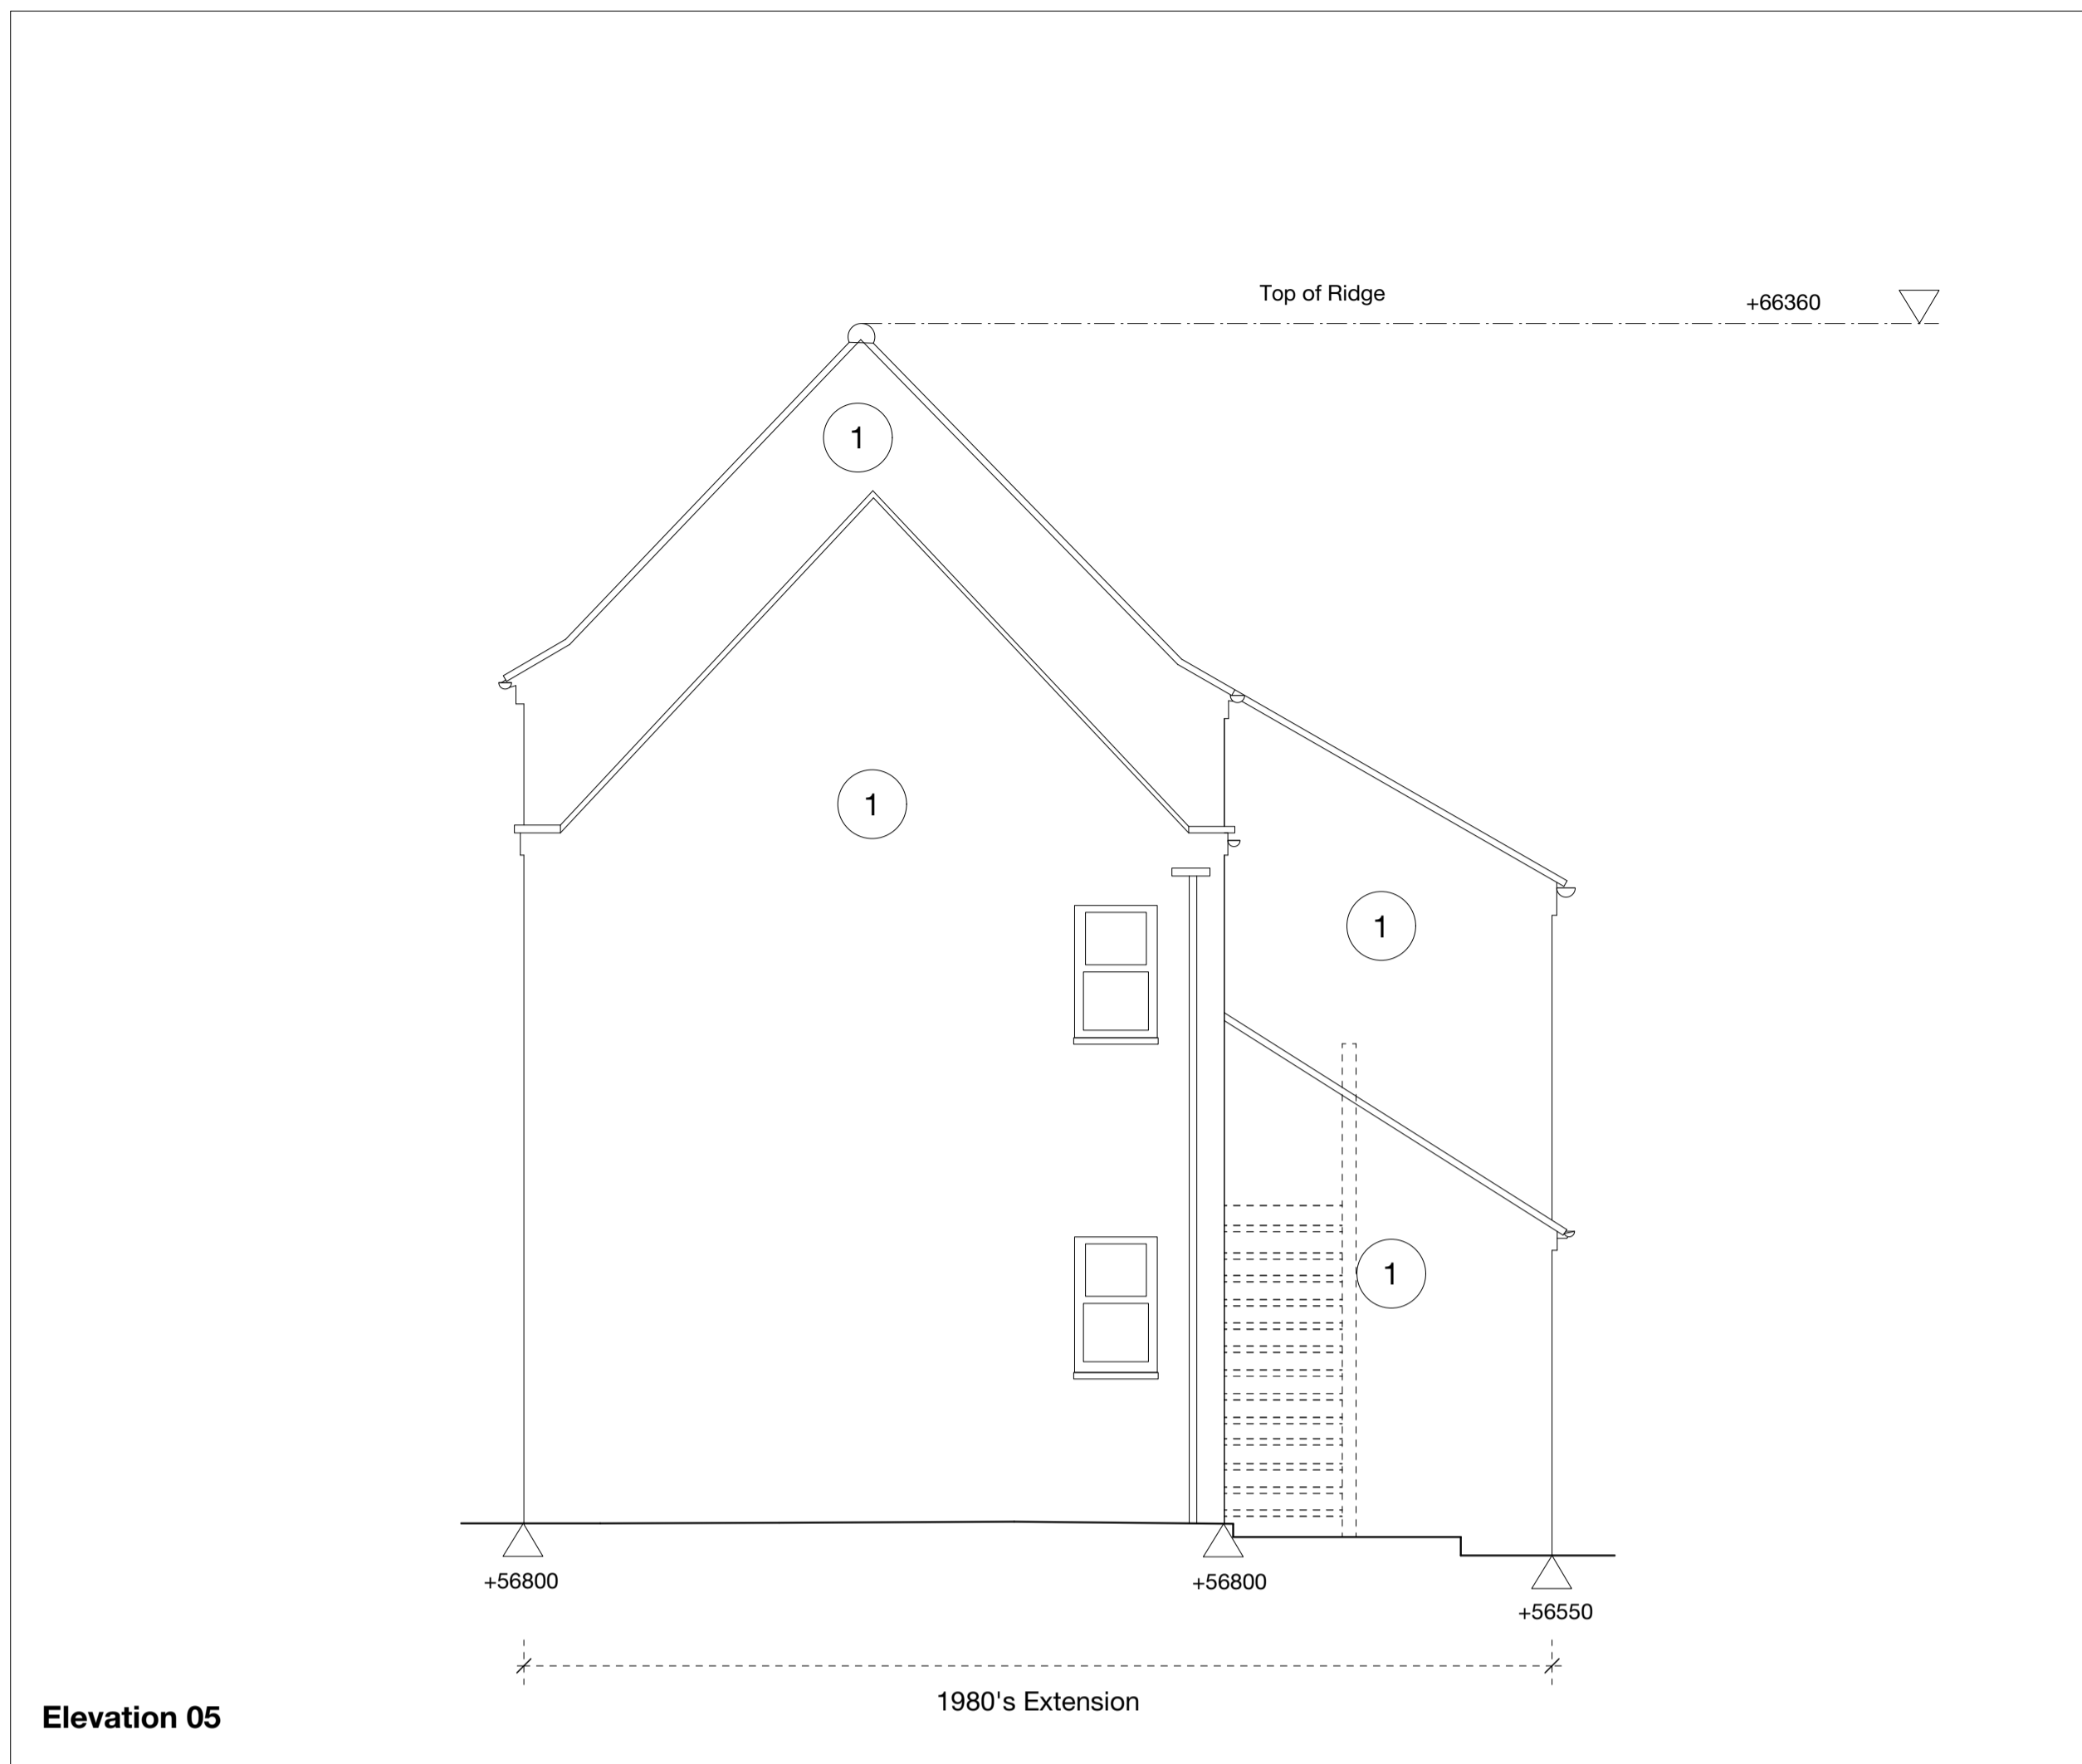 Top of Ridge
+66360
1
1
1
1
+56800
+56800
+56550
1980's Extension
Elevation 05